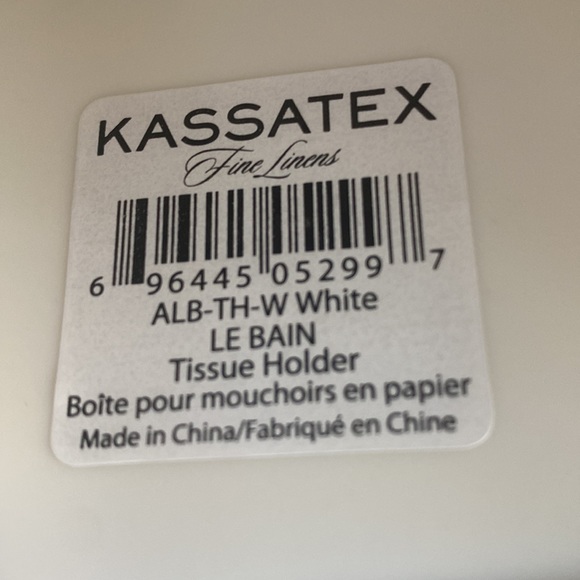 KASSATEX
Fine Linens
6 96445 05299 7
ALB-TH-W White
LE BAIN
Tissue Holder
Boîte pour mouchoirs en papier
Made in China/Fabriqué en Chine